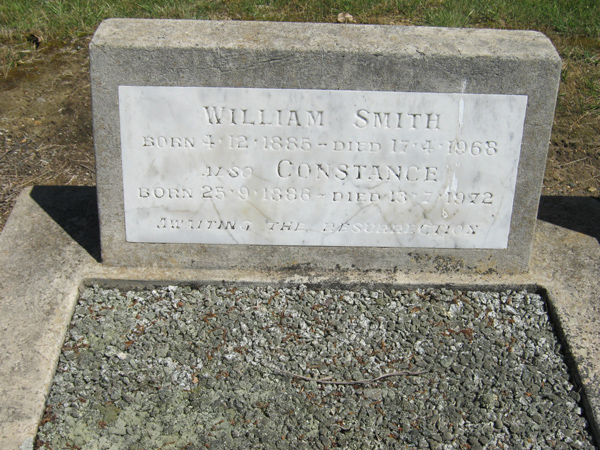 WILLIAM SMITH
BORN 4·12·1885 - DIED 17·4·1968
ALSO CONSTANCE
BORN 25·9·1886 - DIED 13·7·1972
AWAITING THE RESURRECTION